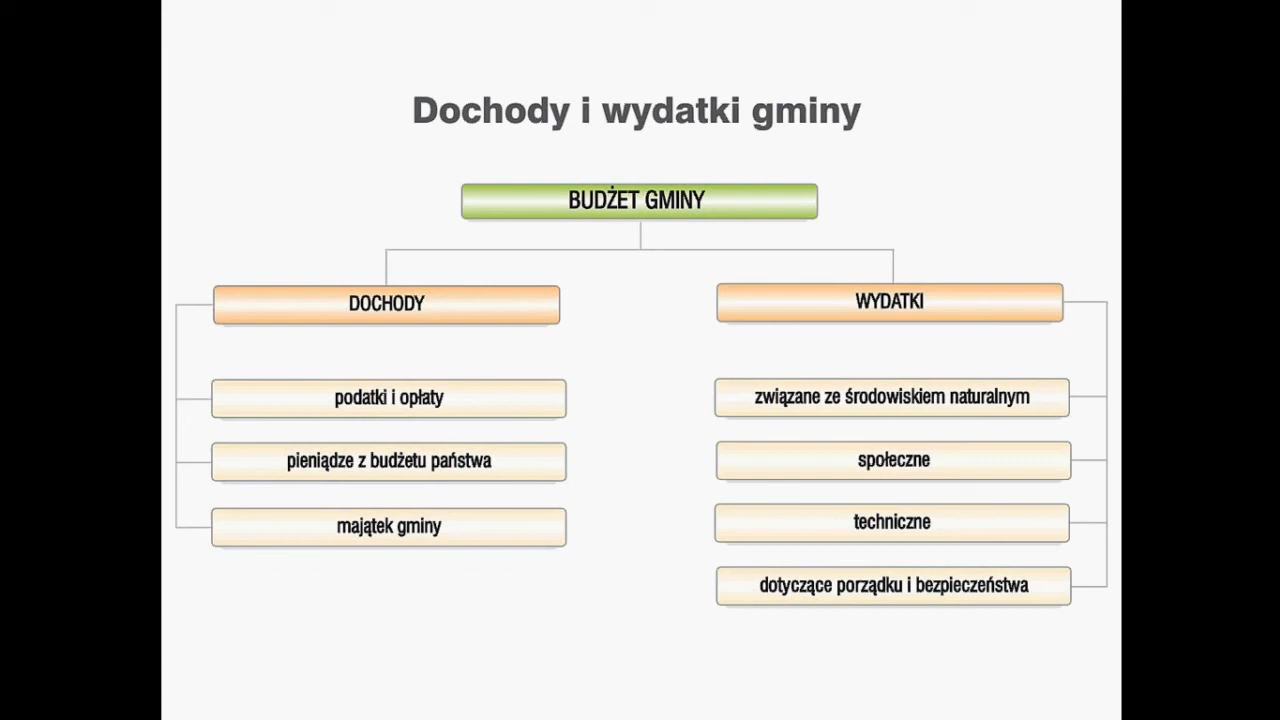 Dochody i wydatki gminy
BUDŻET GMINY
DOCHODY
podatki i opłaty
pieniądze z budżetu państwa
majątek gminy
WYDATKI
związane ze środowiskiem naturalnym
społeczne
techniczne
dotyczące porządku i bezpieczeństwa